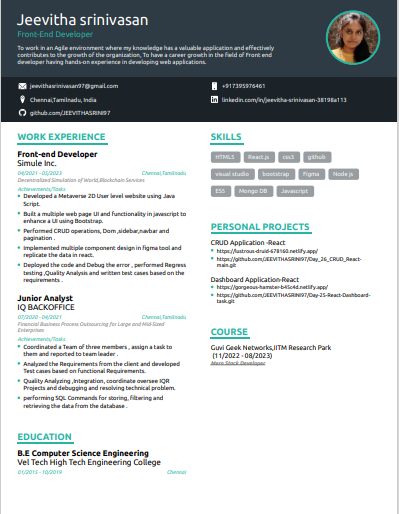 Jeevitha srinivasan
Front-End Developer
To work in an Agile environment where my knowledge has a valuable application and effectively
contributes to the growth of the organization. To have a career growth in the field of Front end
developer having hands-on experience in developing web applications.
jeevithasrinivasan97@gmail.com
+917395976461
Chennai,Tamilnadu, India
linkedin.com/in/jeevitha-srinivasan-38198a113
github.com/JEEVITHASRINI97
WORK EXPERIENCE
Front-end Developer
Simule Inc.
04/2021 - 05/2023
Chennai,Tamilnadu
Decentralized Simulation of World,Blockchain Services
Achievements/Tasks
Developed a Metaverse 2D User level website using Java
Script.
Built a multiple web page UI and functionality in javascript to
enhance a UI using Bootstrap.
Performed CRUD operations, Dom ,sidebar,navbar and
pagination .
Implemented multiple component design in figma tool and
replicate the data in react.
Deployed the code and Debug the error , performed Regress
testing ,Quality Analysis and written test cases based on the
requirements .
Junior Analyst
IQ BACKOFFICE
07/2020 - 04/2021
Chennai,Tamilnadu
Financial Business Process Outsourcing for Large and Mid-Sized
Enterprises
Achievements/Tasks
Coordinated a Team of three members , assign a task to
them and reported to team leader .
Analyzed the Requirements from the client and developed
Test cases based on functional Requirements.
Quality Analyzing ,Integration, coordinate oversee IQR
Projects and debugging and resolving technical problem.
performing SQL Commands for storing, filtering and
retrieving the data from the database .
EDUCATION
B.E Computer Science Engineering
Vel Tech High Tech Engineering College
01/2015 - 10/2019
Chennai
SKILLS
HTML5 React.js css3 github
visual studio bootstrap Figma Node js
ES5 Mongo DB Javascript
PERSONAL PROJECTS
CRUD Application -React
https://lustrous-druid-678160.netlify.app/
https://github.com/JEEVITHASRINI97/Day_26_CRUD_React-
main.git
Dashboard Application-React
https://gorgeous-hamster-b45c4d.netlify.app/
https://github.com/JEEVITHASRINI97/Day-25-React-Dashboard-
task.git
COURSE
Guvi Geek Networks,IITM Research Park
(11/2022 - 08/2023)
Mern Stack Developer